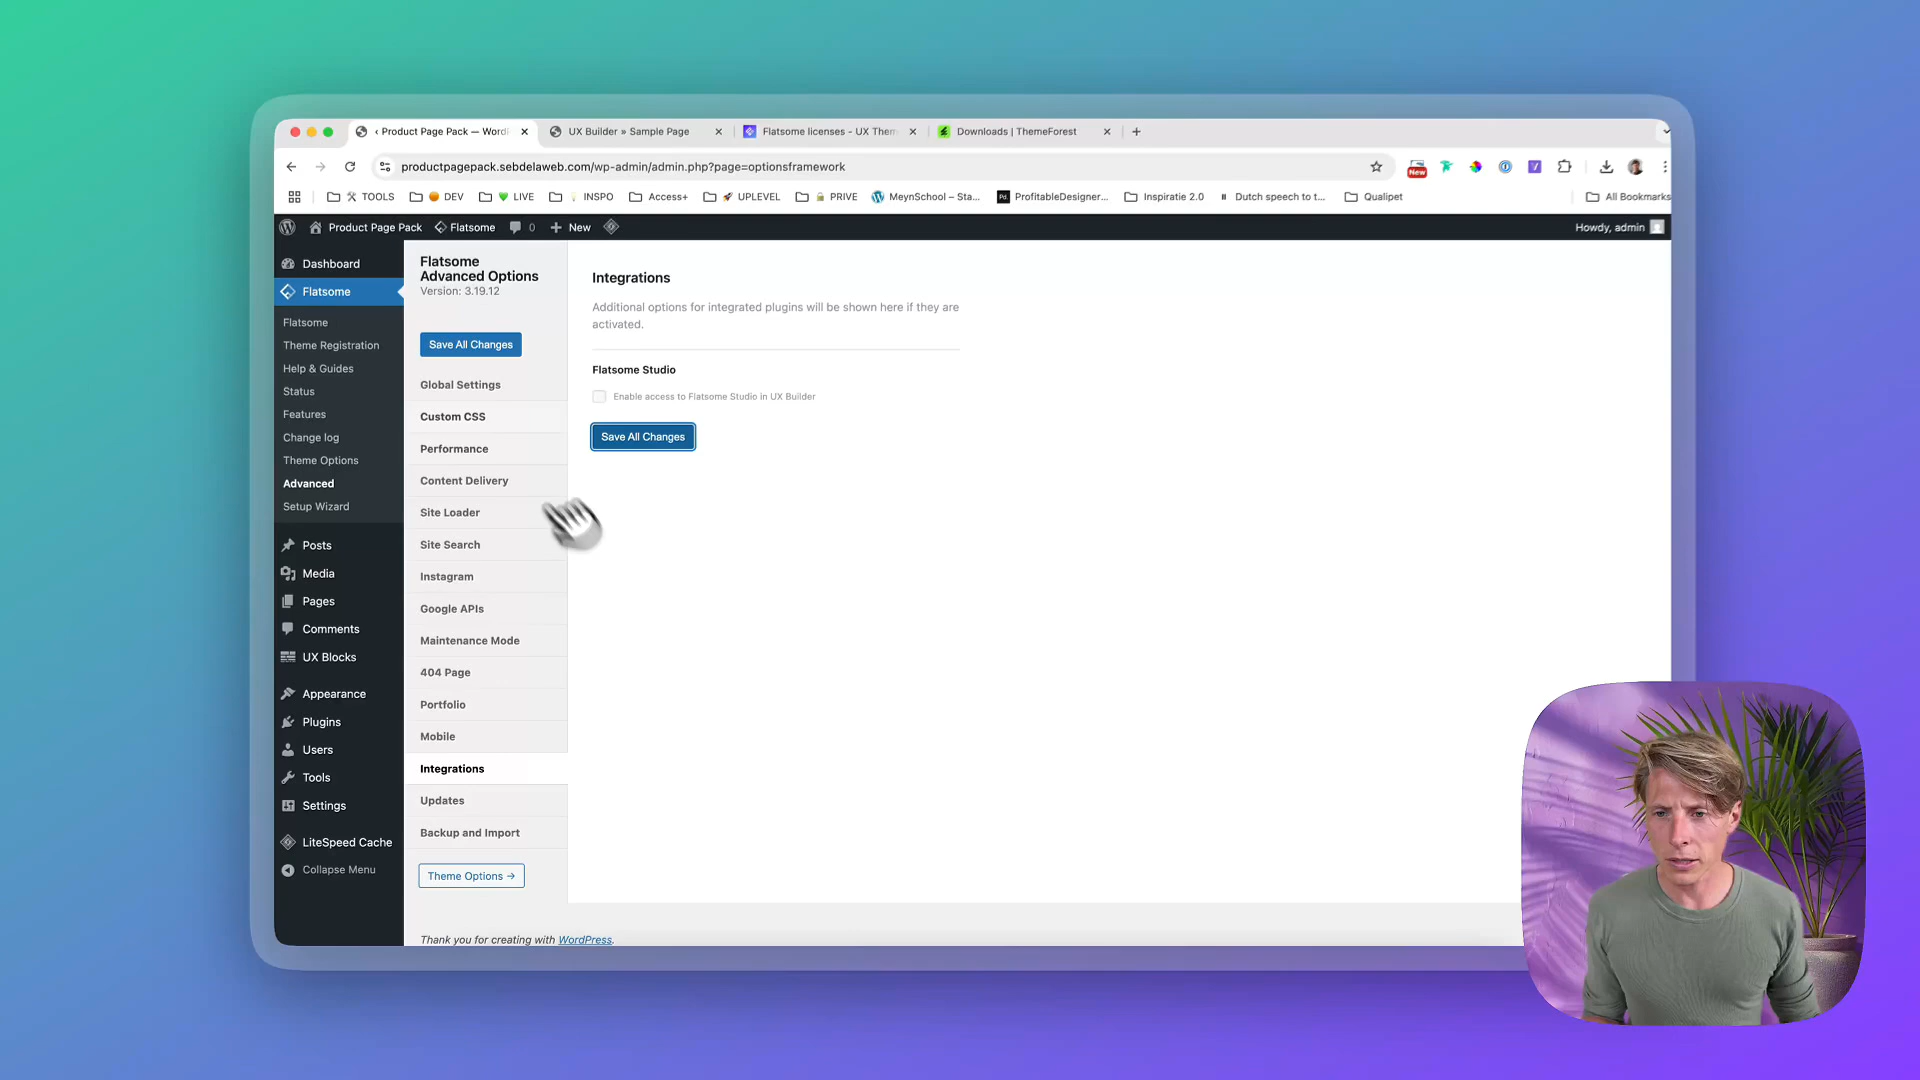 ‹ Product Page Pack — Word
UX Builder » Sample Page
Flatsome licenses - UX Them
Downloads | ThemeForest
productpagepack.sebdelaweb.com/wp-admin/admin.php?page=optionsframework
New
TOOLS
DEV
LIVE
INSPO
Access+
UPLEVEL
PRIVE
MeynSchool – Sta...
Pd.
ProfitableDesigner...
Inspiratie 2.0
Dutch speech to t...
Qualipet
All Bookmarks
Product Page Pack
Flatsome
0
New
Howdy, admin
Dashboard
Flatsome
Flatsome
Theme Registration
Help & Guides
Status
Features
Change log
Theme Options
Advanced
Setup Wizard
Posts
Media
Pages
Comments
UX Blocks
Appearance
Plugins
Users
Tools
Settings
LiteSpeed Cache
Collapse Menu
Flatsome
Advanced Options
Version: 3.19.12
Save All Changes
Global Settings
Custom CSS
Performance
Content Delivery
Site Loader
Site Search
Instagram
Google APIs
Maintenance Mode
404 Page
Portfolio
Mobile
Integrations
Updates
Backup and Import
Theme Options →
Integrations
Additional options for integrated plugins will be shown here if they are
activated.
Flatsome Studio
Enable access to Flatsome Studio in UX Builder
Save All Changes
Thank you for creating with WordPress.